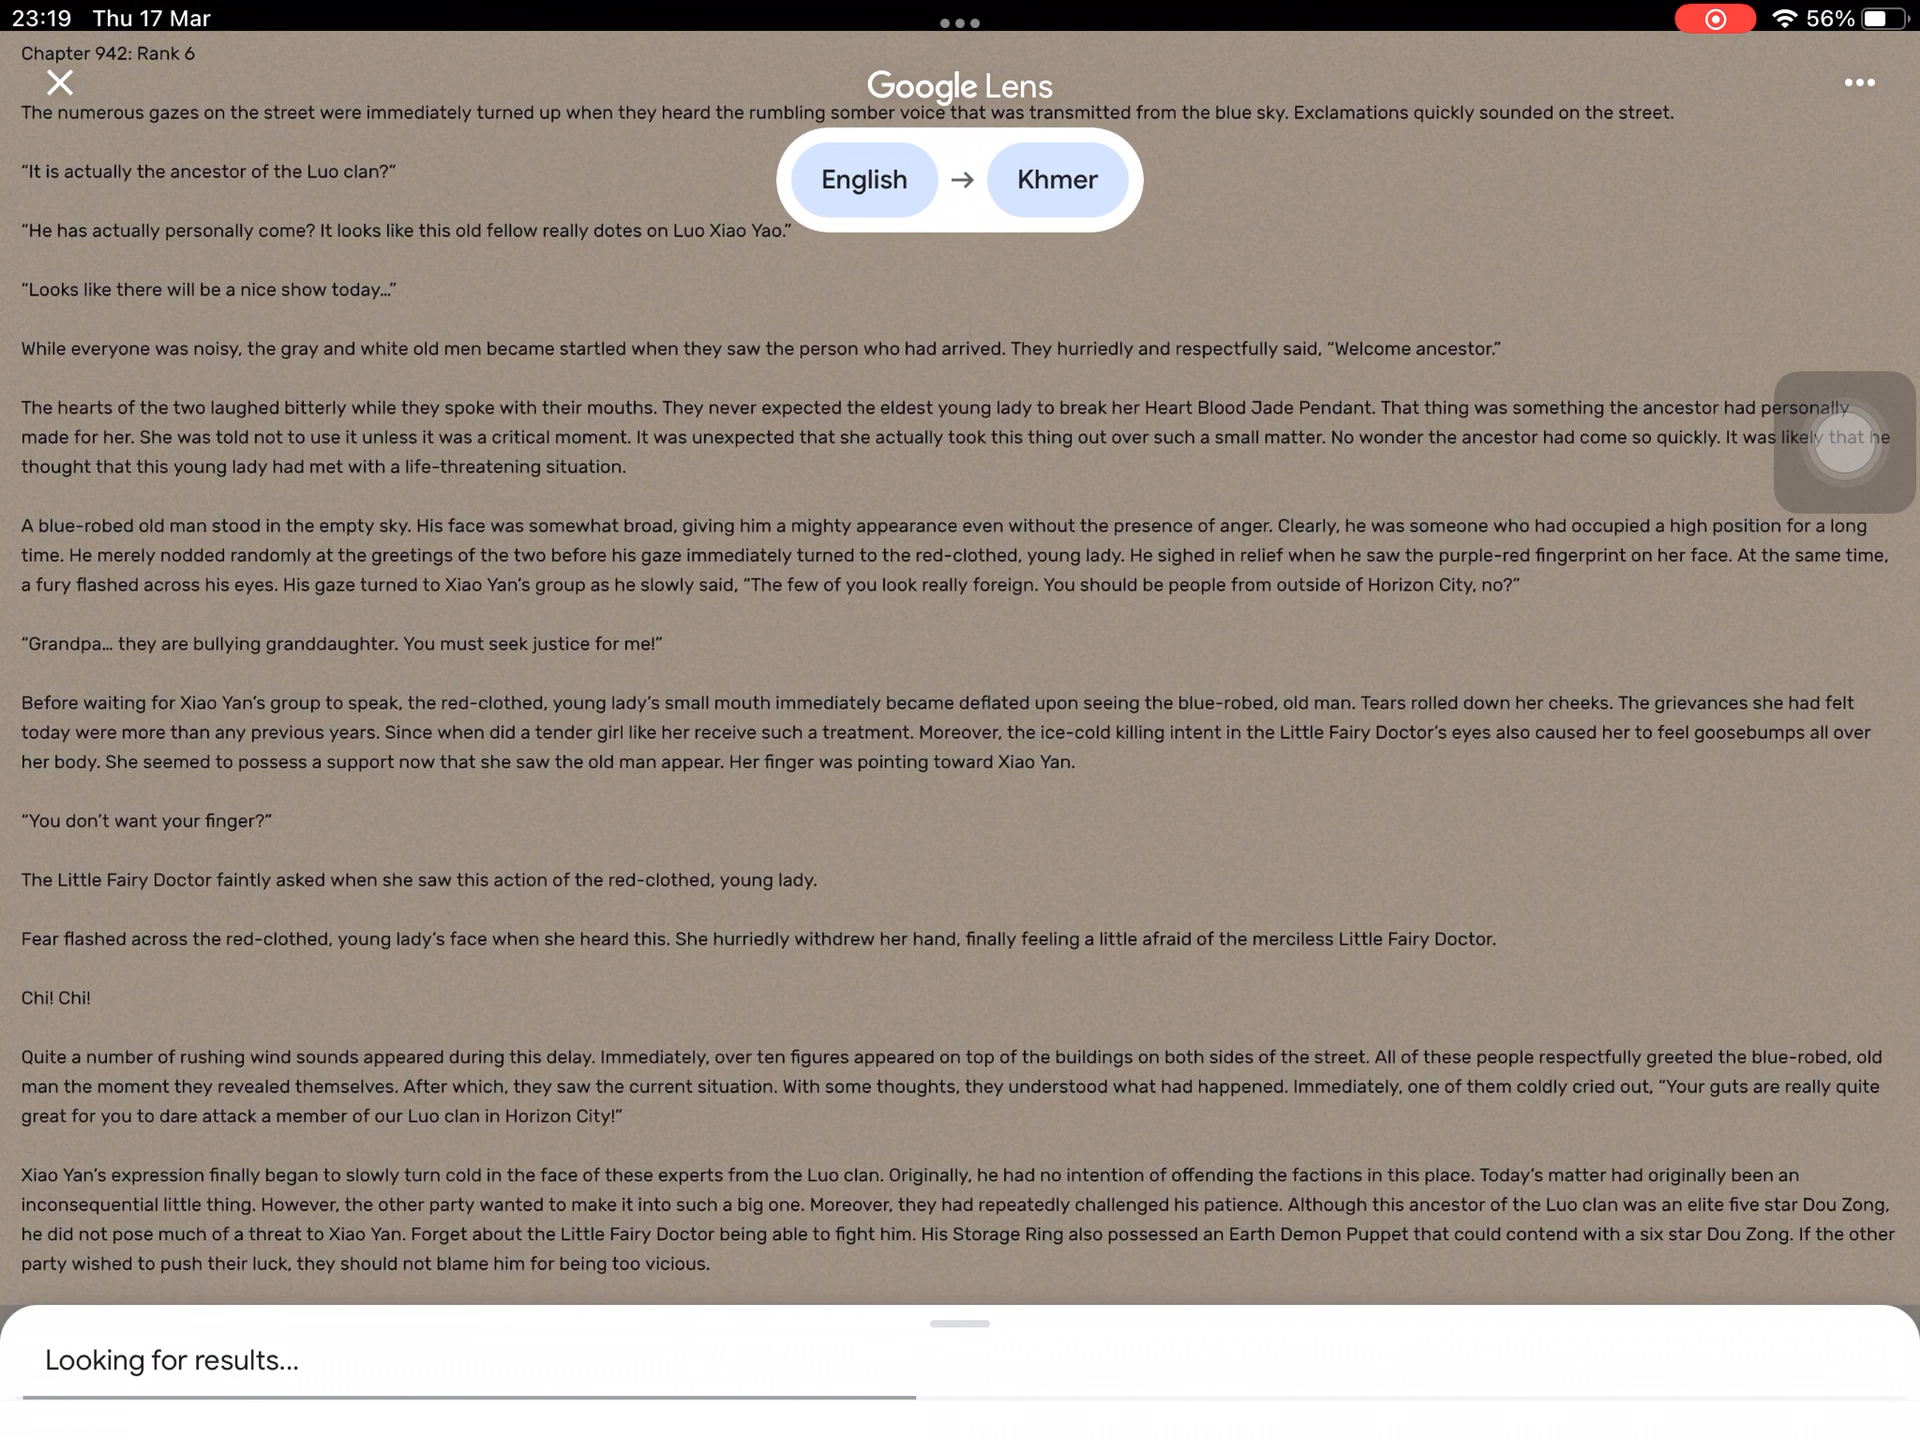 23:19 Thu 17 Mar
56%
Chapter 942: Rank 6
Google Lens
The numerous gazes on the street were immediately turned up when they heard the rumbling somber voice that was transmitted from the blue sky. Exclamations quickly sounded on the street.
“It is actually the ancestor of the Luo clan?”
English → Khmer
“He has actually personally come? It looks like this old fellow really dotes on Luo Xiao Yao.”
“Looks like there will be a nice show today…”
While everyone was noisy, the gray and white old men became startled when they saw the person who had arrived. They hurriedly and respectfully said, “Welcome ancestor.”
The hearts of the two laughed bitterly while they spoke with their mouths. They never expected the eldest young lady to break her Heart Blood Jade Pendant. That thing was something the ancestor had personally
made for her. She was told not to use it unless it was a critical moment. It was unexpected that she actually took this thing out over such a small matter. No wonder the ancestor had come so quickly. It was likely that he
thought that this young lady had met with a life-threatening situation.
A blue-robed old man stood in the empty sky. His face was somewhat broad, giving him a mighty appearance even without the presence of anger. Clearly, he was someone who had occupied a high position for a long
time. He merely nodded randomly at the greetings of the two before his gaze immediately turned to the red-clothed, young lady. He sighed in relief when he saw the purple-red fingerprint on her face. At the same time,
a fury flashed across his eyes. His gaze turned to Xiao Yan’s group as he slowly said, “The few of you look really foreign. You should be people from outside of Horizon City, no?”
“Grandpa… they are bullying granddaughter. You must seek justice for me!”
Before waiting for Xiao Yan’s group to speak, the red-clothed, young lady’s small mouth immediately became deflated upon seeing the blue-robed, old man. Tears rolled down her cheeks. The grievances she had felt
today were more than any previous years. Since when did a tender girl like her receive such a treatment. Moreover, the ice-cold killing intent in the Little Fairy Doctor’s eyes also caused her to feel goosebumps all over
her body. She seemed to possess a support now that she saw the old man appear. Her finger was pointing toward Xiao Yan.
“You don’t want your finger?”
The Little Fairy Doctor faintly asked when she saw this action of the red-clothed, young lady.
Fear flashed across the red-clothed, young lady’s face when she heard this. She hurriedly withdrew her hand, finally feeling a little afraid of the merciless Little Fairy Doctor.
Chi! Chi!
Quite a number of rushing wind sounds appeared during this delay. Immediately, over ten figures appeared on top of the buildings on both sides of the street. All of these people respectfully greeted the blue-robed, old
man the moment they revealed themselves. After which, they saw the current situation. With some thoughts, they understood what had happened. Immediately, one of them coldly cried out, “Your guts are really quite
great for you to dare attack a member of our Luo clan in Horizon City!”
Xiao Yan’s expression finally began to slowly turn cold in the face of these experts from the Luo clan. Originally, he had no intention of offending the factions in this place. Today’s matter had originally been an
inconsequential little thing. However, the other party wanted to make it into such a big one. Moreover, they had repeatedly challenged his patience. Although this ancestor of the Luo clan was an elite five star Dou Zong,
he did not pose much of a threat to Xiao Yan. Forget about the Little Fairy Doctor being able to fight him. His Storage Ring also possessed an Earth Demon Puppet that could contend with a six star Dou Zong. If the other
party wished to push their luck, they should not blame him for being too vicious.
Looking for results...